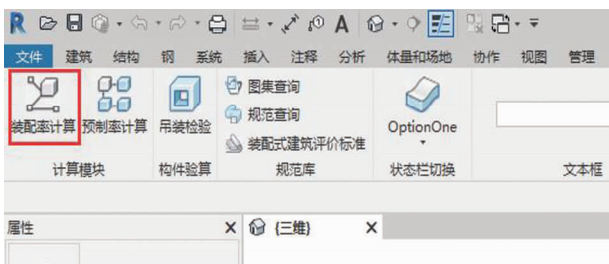 R A
文件 建筑 结构 钢 系统 插入 注释 分析 体量和场地 协作 视图 管理
装配率计算 预制率计算 吊装检验 图集查询
规范查询
装配式建筑评价标准
OptionOne
计算模块 构件验算 规范库 状态栏切换 文本框
属性 X {三维} X